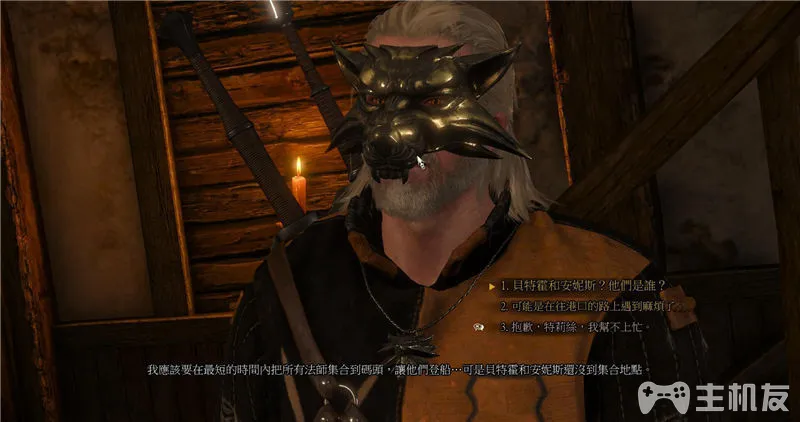 1. 貝特霍和安妮斯？他們是誰？
2. 可能是在往港口的路上遇到麻煩了…
3. 抱歉，特莉絲，我幫不上忙。
我應該要在最短的時間內把所有法師集合到碼頭，讓他們登船…可是貝特霍和安妮斯還沒到集合地點。
主机友